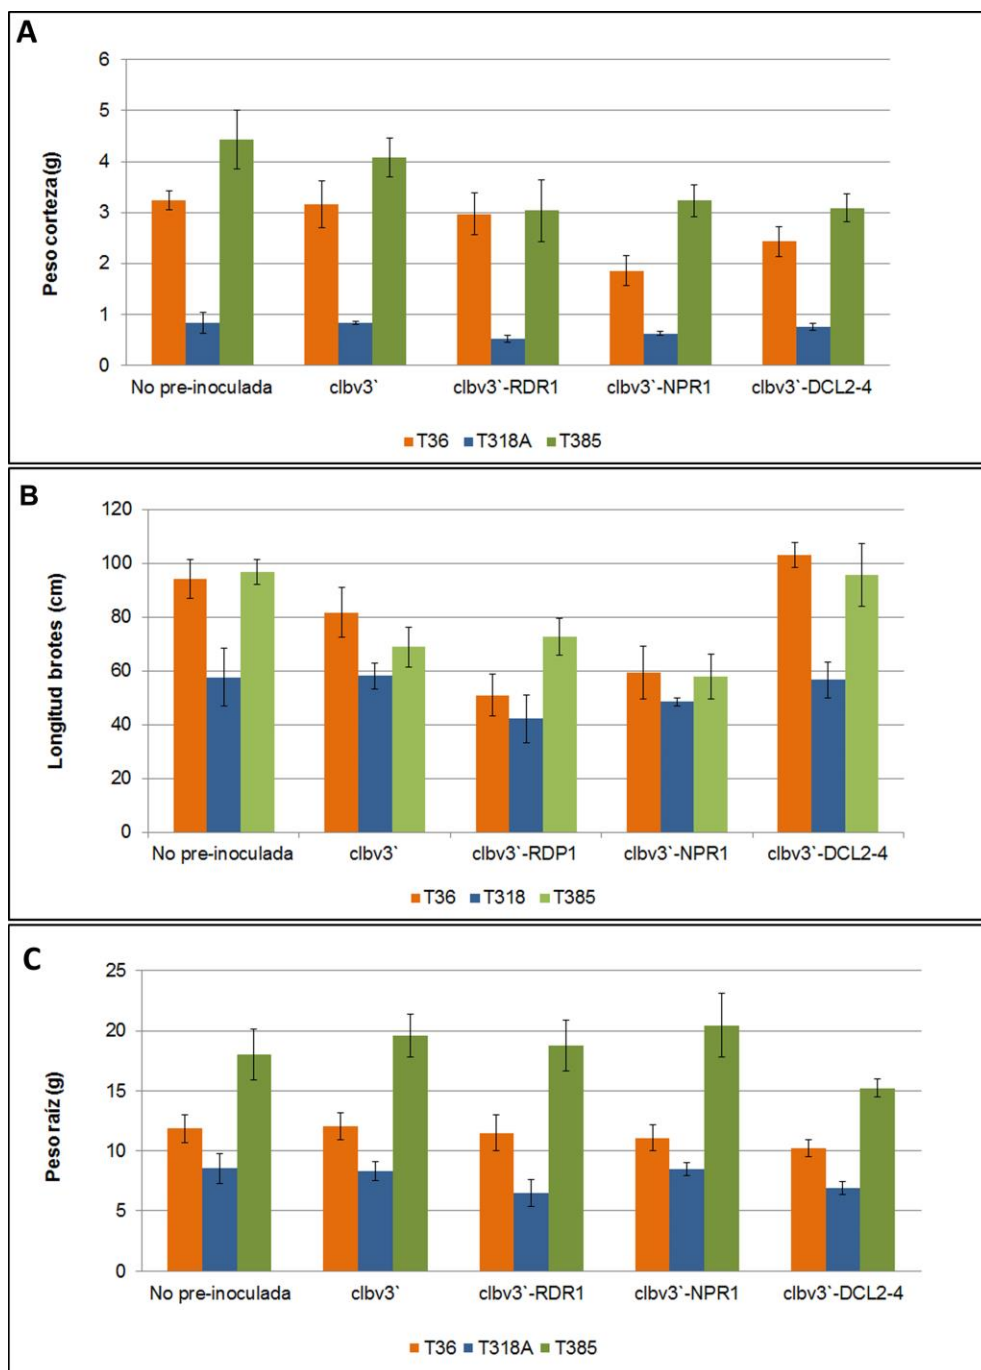 A
Peso corteza (g)
6
5
4
3
2
1
0
No pre-inoculada clbv3` clbv3`-RDR1 clbv3`-NPR1 clbv3`-DCL2-4
T36 T318A T385
B
Longitud brotes (cm)
120
100
80
60
40
20
0
No pre-inoculada clbv3` clbv3`-RDP1 clbv3`-NPR1 clbv3`-DCL2-4
T36 T318 T385
C
Peso raíz (g)
25
20
15
10
5
0
No pre-inoculada clbv3` clbv3`-RDR1 clbv3`-NPR1 clbv3`-DCL2-4
T36 T318A T385